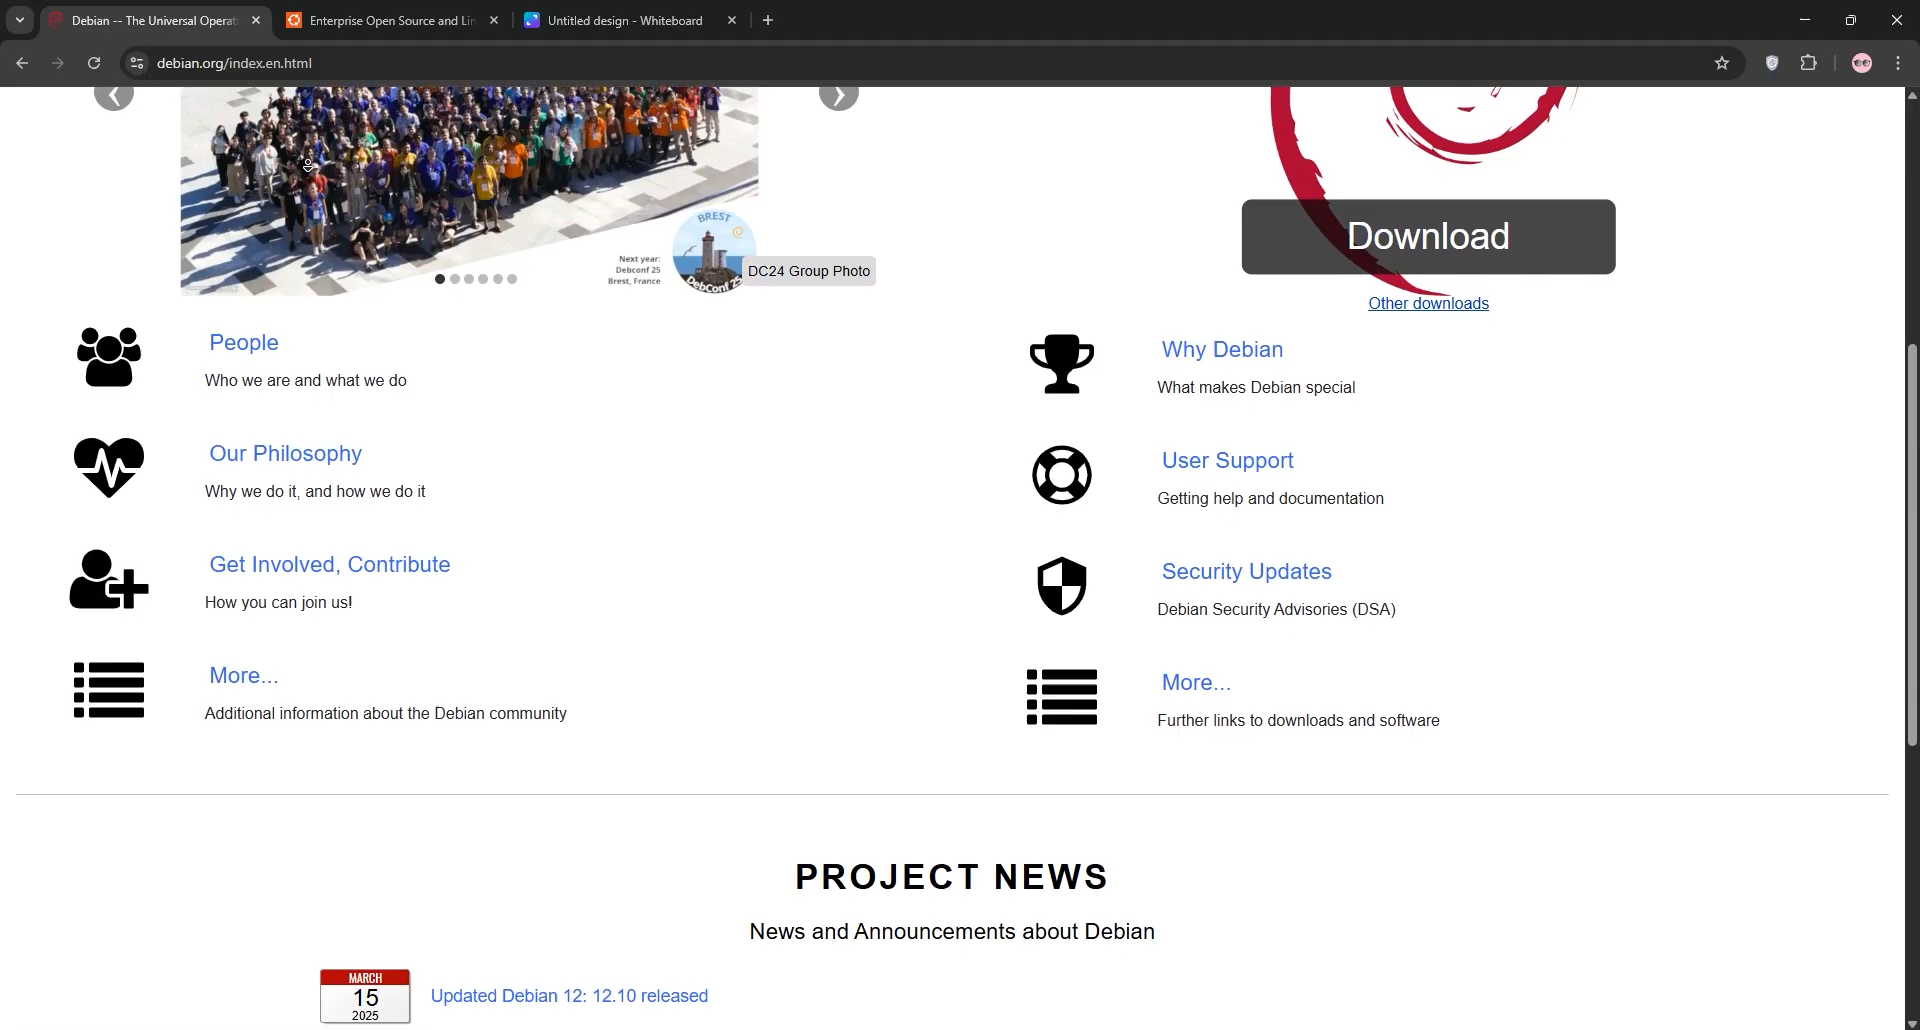 Debian -- The Universal Operati
Enterprise Open Source and Lin
Untitled design - Whiteboard
debian.org/index.en.html
BREST
Next year:
Debconf 25
Brest, France
DebConf 25
DC24 Group Photo
Download
Other downloads
People
Who we are and what we do
Our Philosophy
Why we do it, and how we do it
Get Involved, Contribute
How you can join us!
More...
Additional information about the Debian community
Why Debian
What makes Debian special
User Support
Getting help and documentation
Security Updates
Debian Security Advisories (DSA)
More...
Further links to downloads and software
PROJECT NEWS
News and Announcements about Debian
MARCH
15
2025
Updated Debian 12: 12.10 released